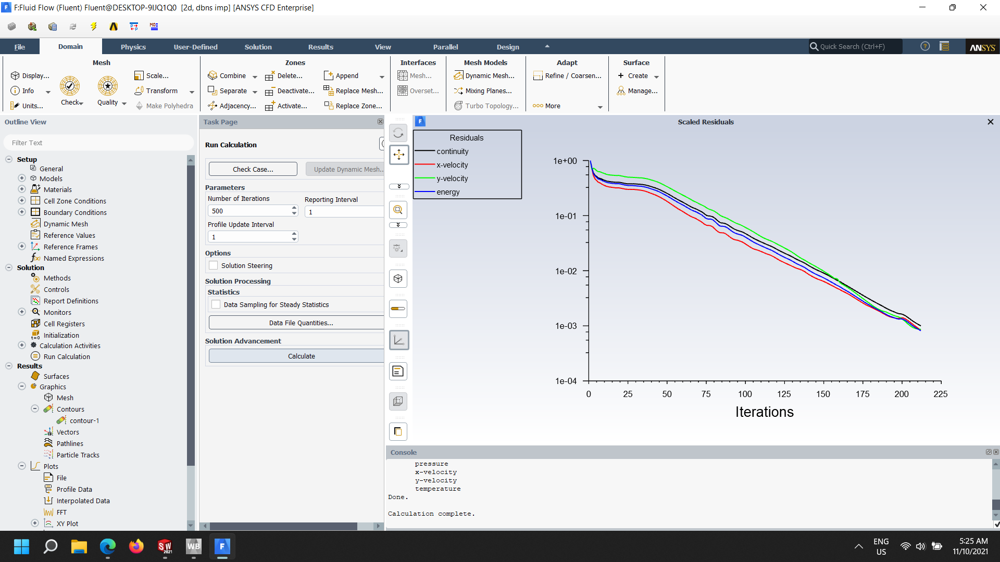 F:Fluid Flow (Fluent) Fluent@DESKTOP-9IJQ1Q0 [2d, dbns imp] [ANSYS CFD Enterprise]
File Domain Physics User-Defined Solution Results View Parallel Design
Quick Search (Ctrl+F)
ANSYS
Mesh
Display...
Info
Units...
Check
Quality
Scale...
Transform
Make Polyhedra
Zones
Combine
Separate
Adjacency...
Delete...
Deactivate...
Activate...
Append
Replace Mesh...
Replace Zone...
Interfaces
Mesh...
Overset...
Mesh Models
Dynamic Mesh...
Mixing Planes...
Turbo Topology...
Adapt
Refine / Coarsen...
More
Surface
Create
Manage...
Outline View
Filter Text
Setup
General
Models
Materials
Cell Zone Conditions
Boundary Conditions
Dynamic Mesh
Reference Values
Reference Frames
Named Expressions
Solution
Methods
Controls
Report Definitions
Monitors
Cell Registers
Initialization
Calculation Activities
Run Calculation
Results
Surfaces
Graphics
Mesh
Contours
contour-1
Vectors
Pathlines
Particle Tracks
Plots
File
Profile Data
Interpolated Data
FFT
XY Plot
Task Page
Run Calculation
Check Case...
Update Dynamic Mesh..
Parameters
Number of Iterations
500
Reporting Interval
1
Profile Update Interval
1
Options
Solution Steering
Solution Processing
Statistics
Data Sampling for Steady Statistics
Data File Quantities...
Solution Advancement
Calculate
Scaled Residuals
Residuals
continuity
x-velocity
y-velocity
energy
1e+00
1e-01
1e-02
1e-03
1e-04
0 25 50 75 100 125 150 175 200 225
Iterations
Console
pressure
x-velocity
y-velocity
temperature
Done.
Calculation complete.
SW
2021
WB
F
ENG
US
5:25 AM
11/10/2021